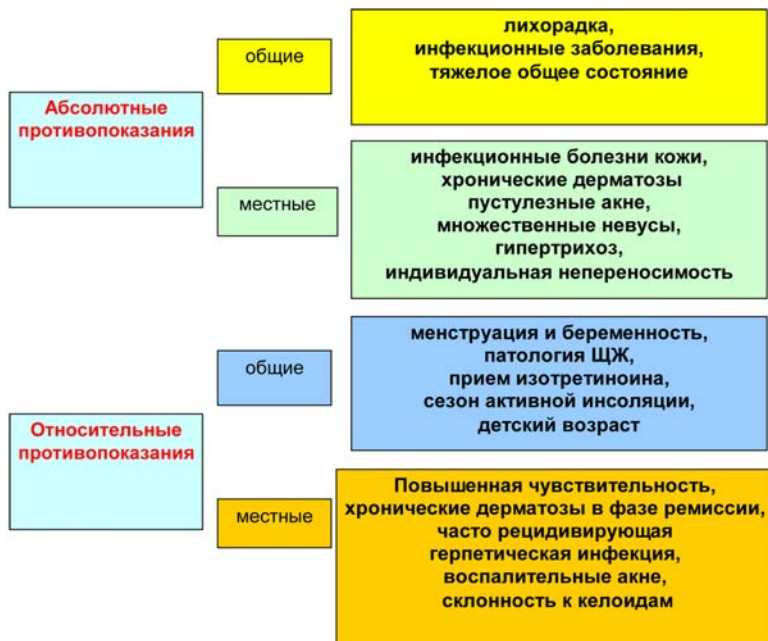 Абсолютные
противопоказания
общие
лихорадка,
инфекционные заболевания,
тяжелое общее состояние
местные
инфекционные болезни кожи,
хронические дерматозы
пустулезные акне,
множественные невусы,
гипертрихоз,
индивидуальная непереносимость
Относительные
противопоказания
общие
менструация и беременность,
патология ЩЖ,
прием изотретиноина,
сезон активной инсоляции,
детский возраст
местные
Повышенная чувствительность,
хронические дерматозы в фазе ремиссии,
часто рецидивирующая
герпетическая инфекция,
воспалительные акне,
склонность к келоидам